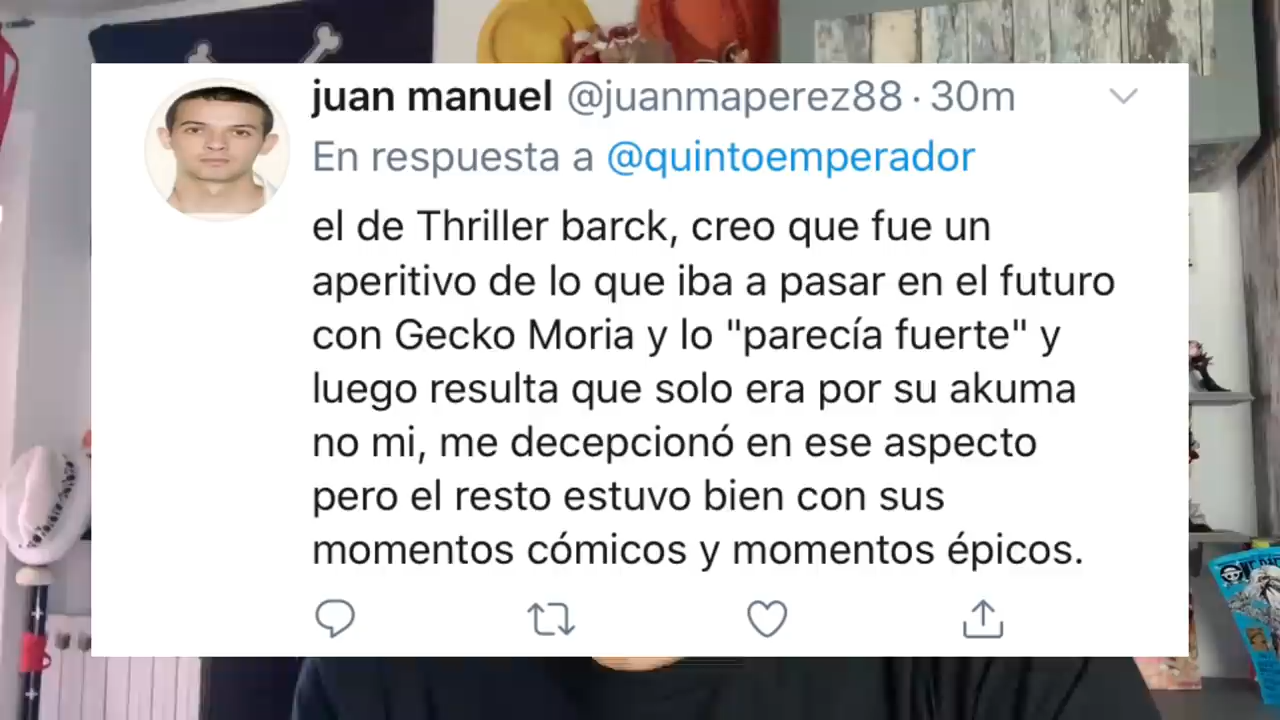 juan manuel @juanmaperez88 · 30m
En respuesta a @quintoemperador
el de Thriller barck, creo que fue un
aperitivo de lo que iba a pasar en el futuro
con Gecko Moria y lo "parecía fuerte" y
luego resulta que solo era por su akuma
no mi, me decepcionó en ese aspecto
pero el resto estuvo bien con sus
momentos cómicos y momentos épicos.